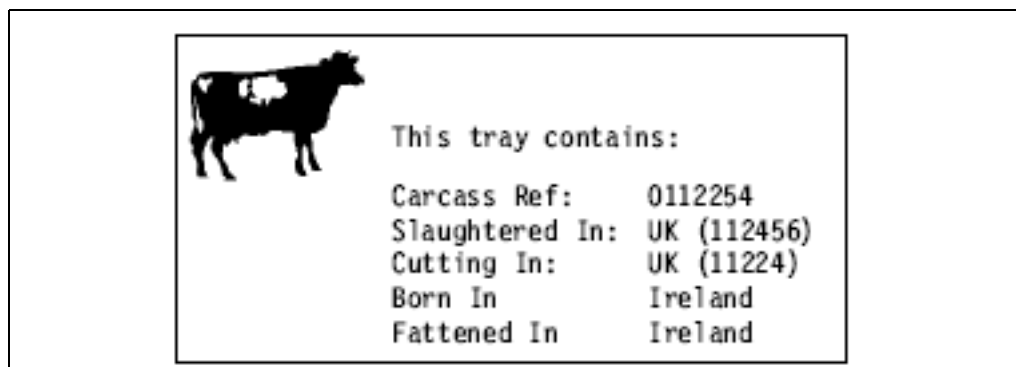 This tray contains:
Carcass Ref: 0112254
Slaughtered In: UK (112456)
Cutting In: UK (11224)
Born In Ireland
Fattened In Ireland